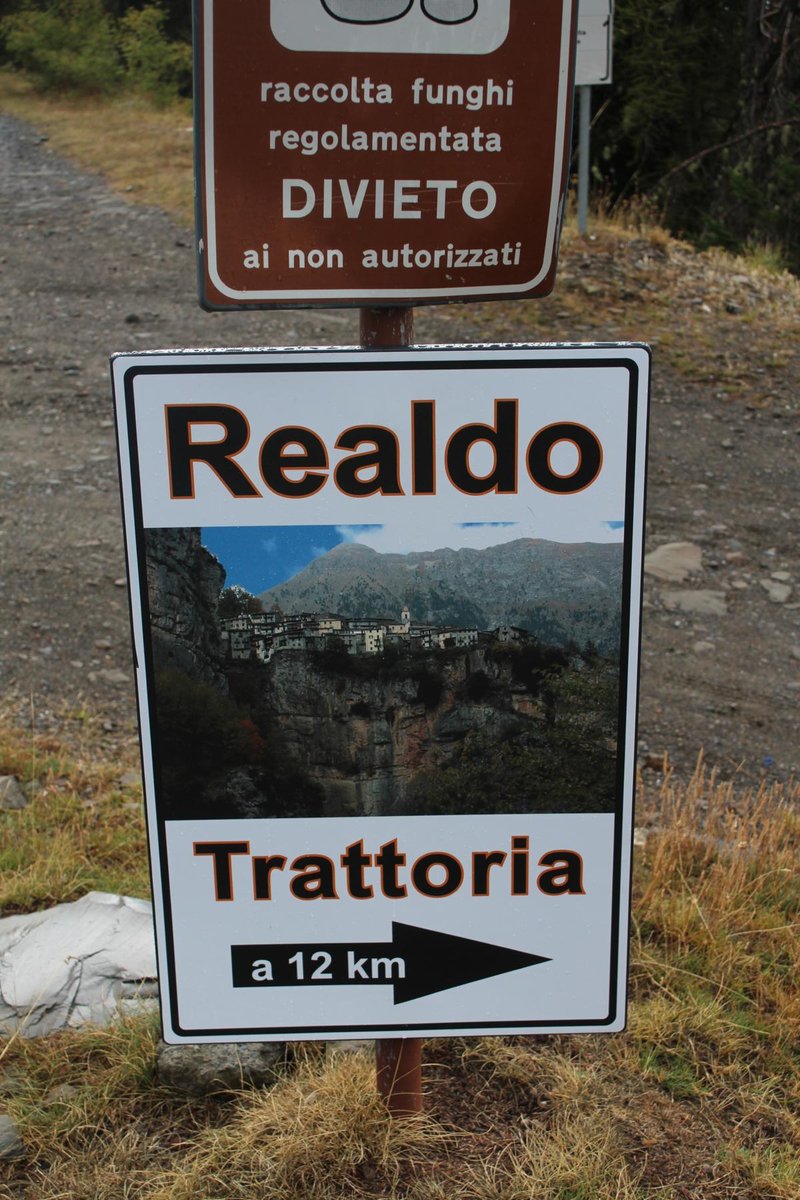 raccolta funghi
regolamentata
DIVIETO
ai non autorizzati
Realdo
Trattoria
a 12 km